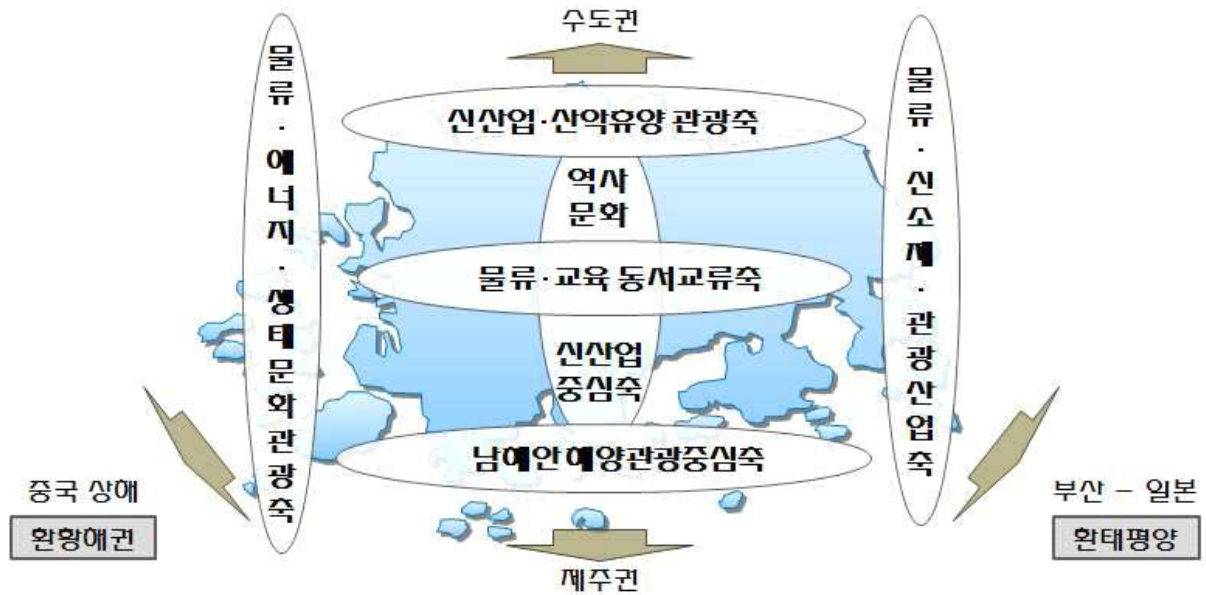 수도권
물류·에너지·생태문화관광축
신산업·산악휴양 관광축
물류·신소재·관광산업축
역사
문화
물류·교육 동서교류축
신산업
중심축
남해안 해양관광중심축
중국 상해
환황해권
부산 – 일본
환태평양
제주권